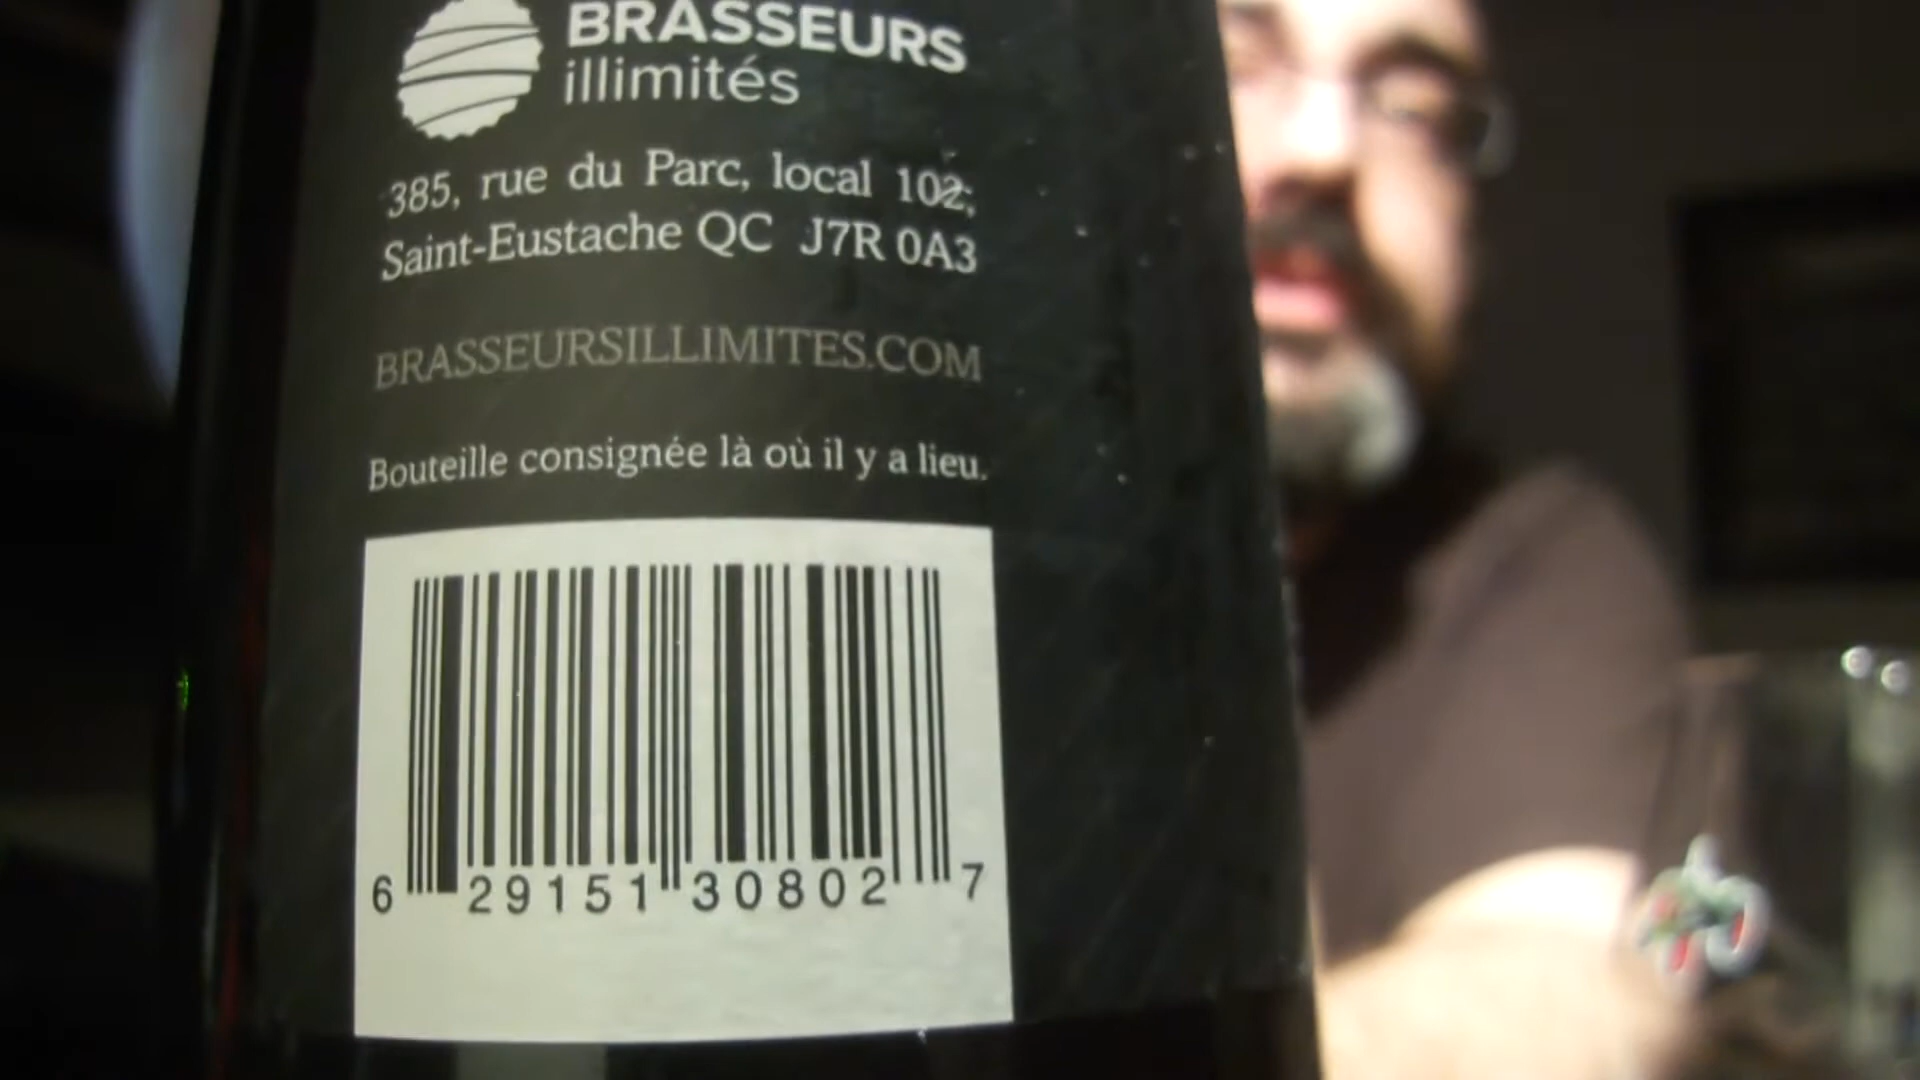 BRASSEURS
illimités
385, rue du Parc, local 102,
Saint-Eustache QC J7R 0A3
BRASSEURSILLIMITES.COM
Bouteille consignée là où il y a lieu.
6 29151 30802 7